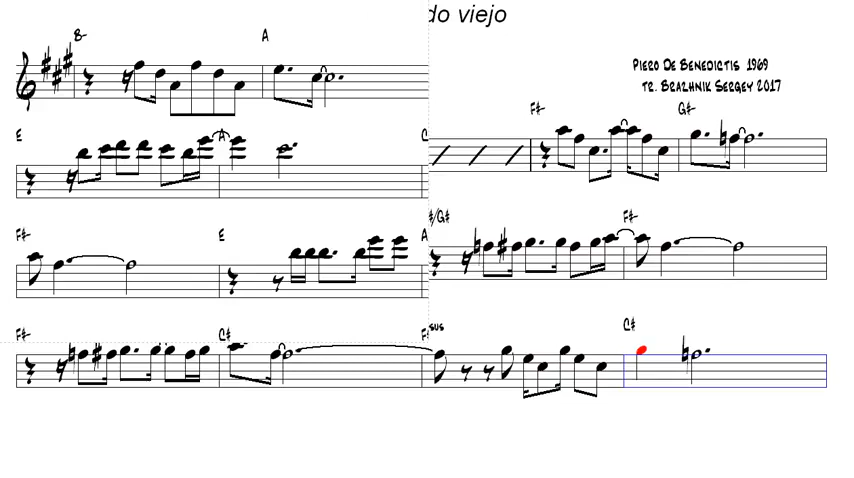 do viejo
B- A
Piero De Benedictis 1969
tr. Brazhnik Sergey 2017
F# G#
E A C
#/G# F#
F# E A
sus C#
F# C# F#